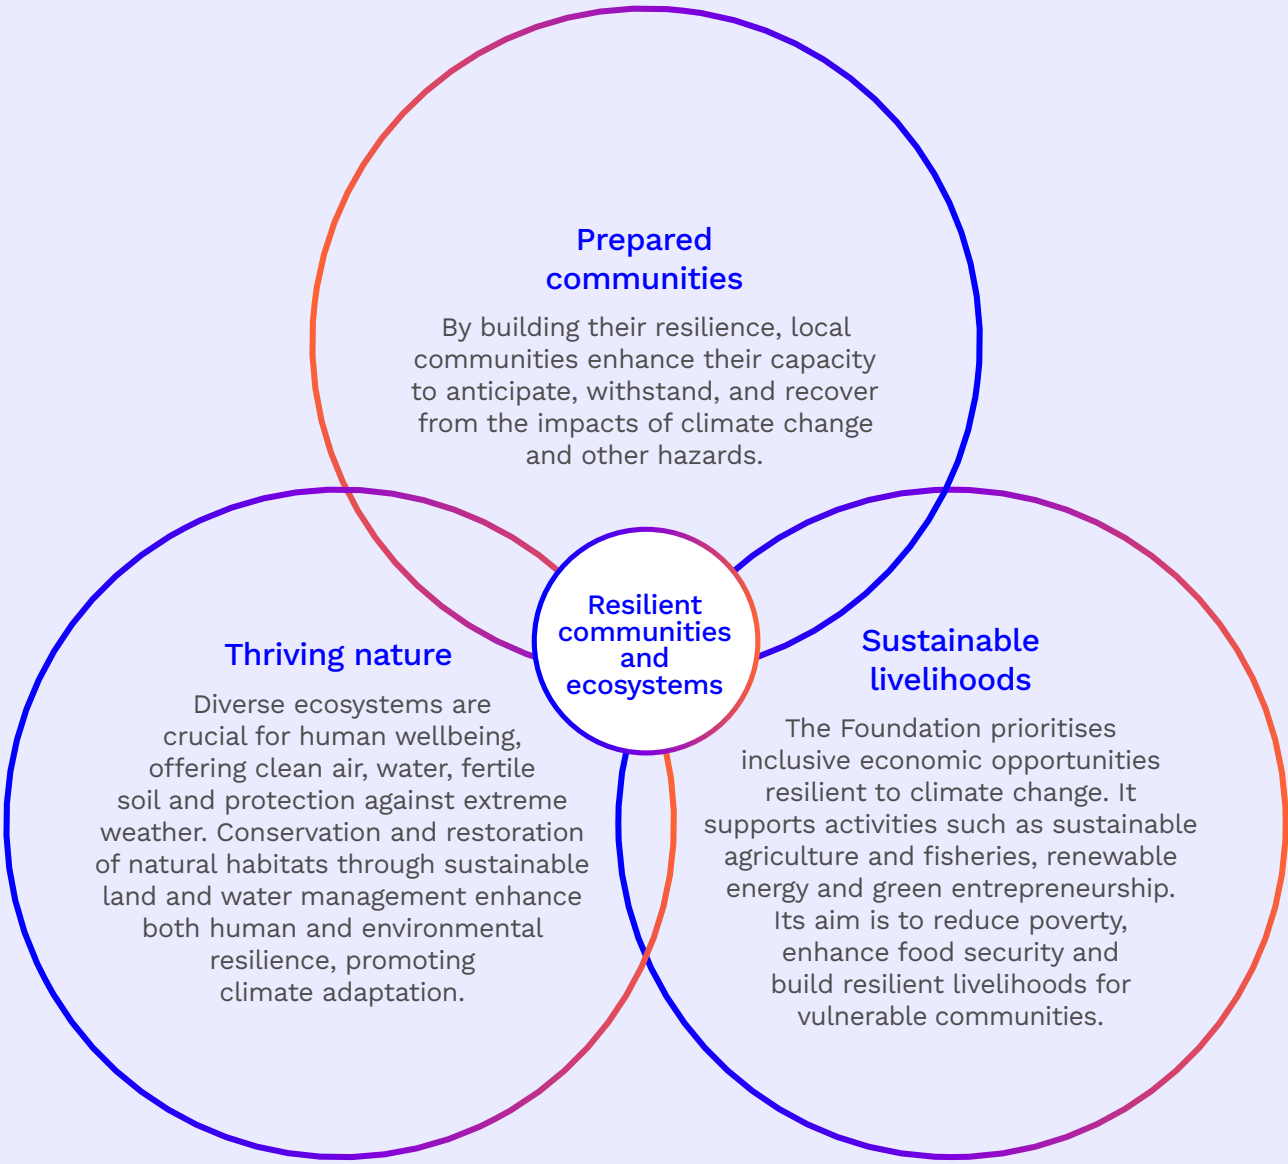 Prepared
communities
By building their resilience, local
communities enhance their capacity
to anticipate, withstand, and recover
from the impacts of climate change
and other hazards.
Resilient
communities
and
ecosystems
Thriving nature
Diverse ecosystems are
crucial for human wellbeing,
offering clean air, water, fertile
soil and protection against extreme
weather. Conservation and restoration
of natural habitats through sustainable
land and water management enhance
both human and environmental
resilience, promoting
climate adaptation.
Sustainable
livelihoods
The Foundation prioritises
inclusive economic opportunities
resilient to climate change. It
supports activities such as sustainable
agriculture and fisheries, renewable
energy and green entrepreneurship.
Its aim is to reduce poverty,
enhance food security and
build resilient livelihoods for
vulnerable communities.